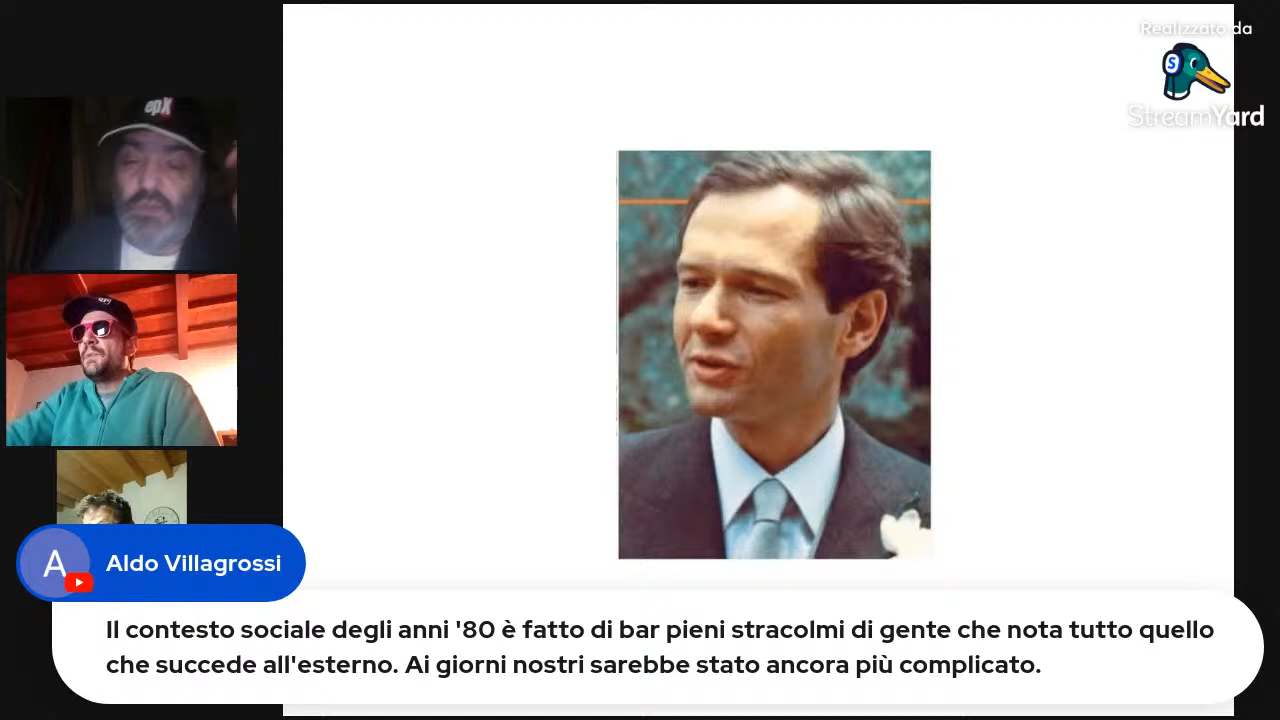 Realizzato da
StreamYard
epX
A
Aldo Villagrossi
Il contesto sociale degli anni '80 è fatto di bar pieni stracolmi di gente che nota tutto quello
che succede all'esterno. Ai giorni nostri sarebbe stato ancora più complicato.